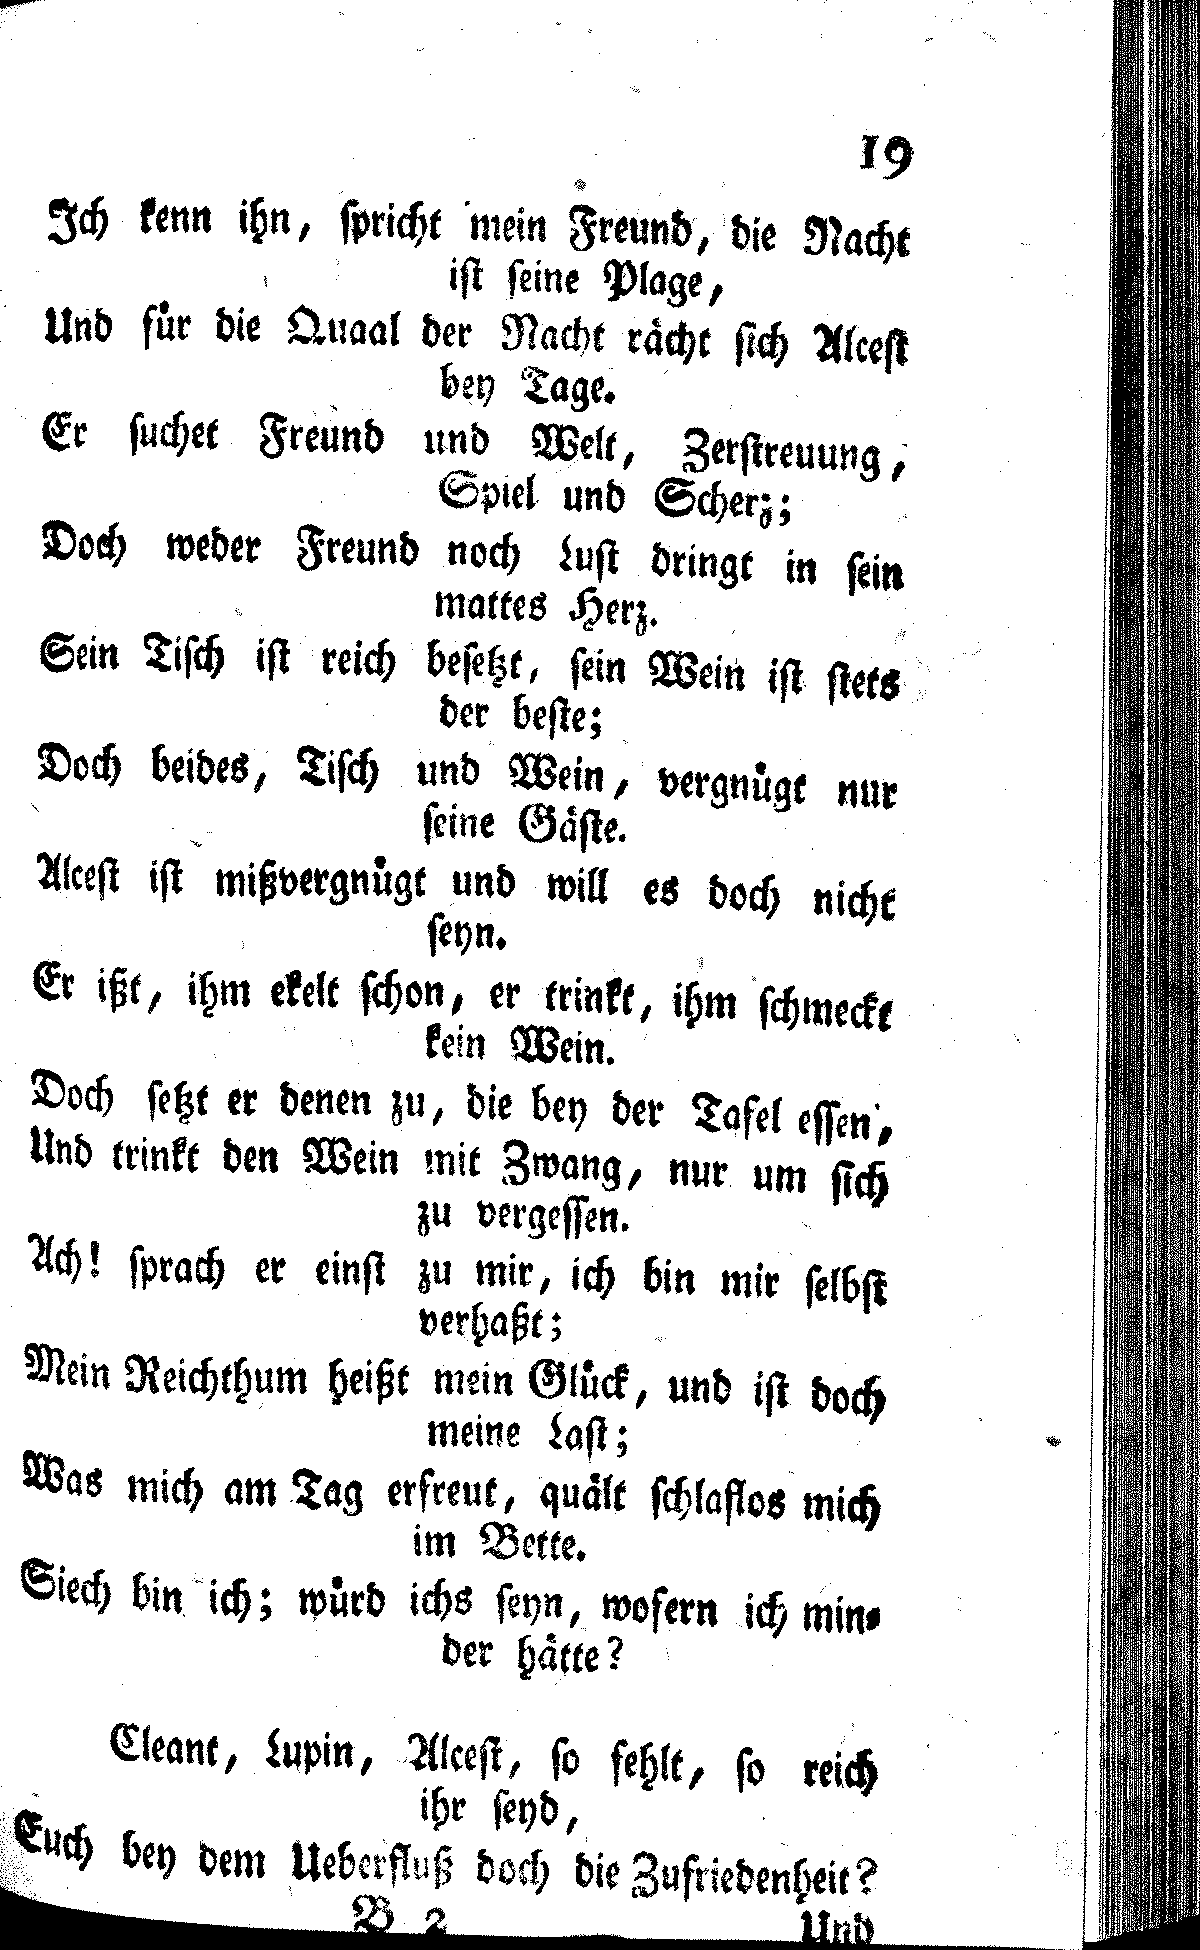 19
Ich kenn ihn, spricht mein Freund, die Nacht
ist seine Plage,
Und für die Quaal der Nacht rächt sich Alcest
bey Tage.
Er suchet Freund und Welt, Zerstreuung,
Spiel und Scherz;
Doch weder Freund noch Lust dringt in sein
mattes Herz.
Sein Tisch ist reich besetzt, sein Wein ist stets
der beste;
Doch beides, Tisch und Wein, vergnügt nur
seine Gäste.
Alcest ist mißvergnügt und will es doch nicht
seyn.
Er ißt, ihm ekelt schon, er trinkt, ihm schmeckt
kein Wein.
Doch setzt er denen zu, die bey der Tafel essen,
Und trinkt den Wein mit Zwang, nur um sich
zu vergessen.
Ach! sprach er einst zu mir, ich bin mir selbst
verhaßt;
Mein Reichthum heißt mein Glück, und ist doch
meine Last;
Was mich am Tag erfreut, quält schlaflos mich
im Bette.
Siech bin ich; würd ichs seyn, wofern ich min-
der hätte?
Cleant, Lupin, Alcest, so fehlt, so reich
ihr seyd,
Euch bey dem Ueberfluß doch die Zufriedenheit?
B 2
Und